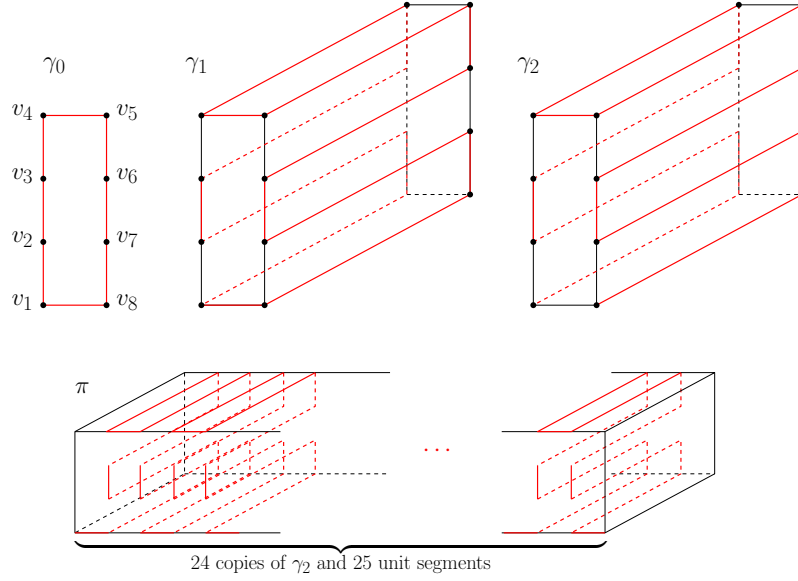 γ₀ γ₁ γ₂
v₄ v₅
v₃ v₆
v₂ v₇
v₁ v₈
π
...
24 copies of γ₂ and 25 unit segments